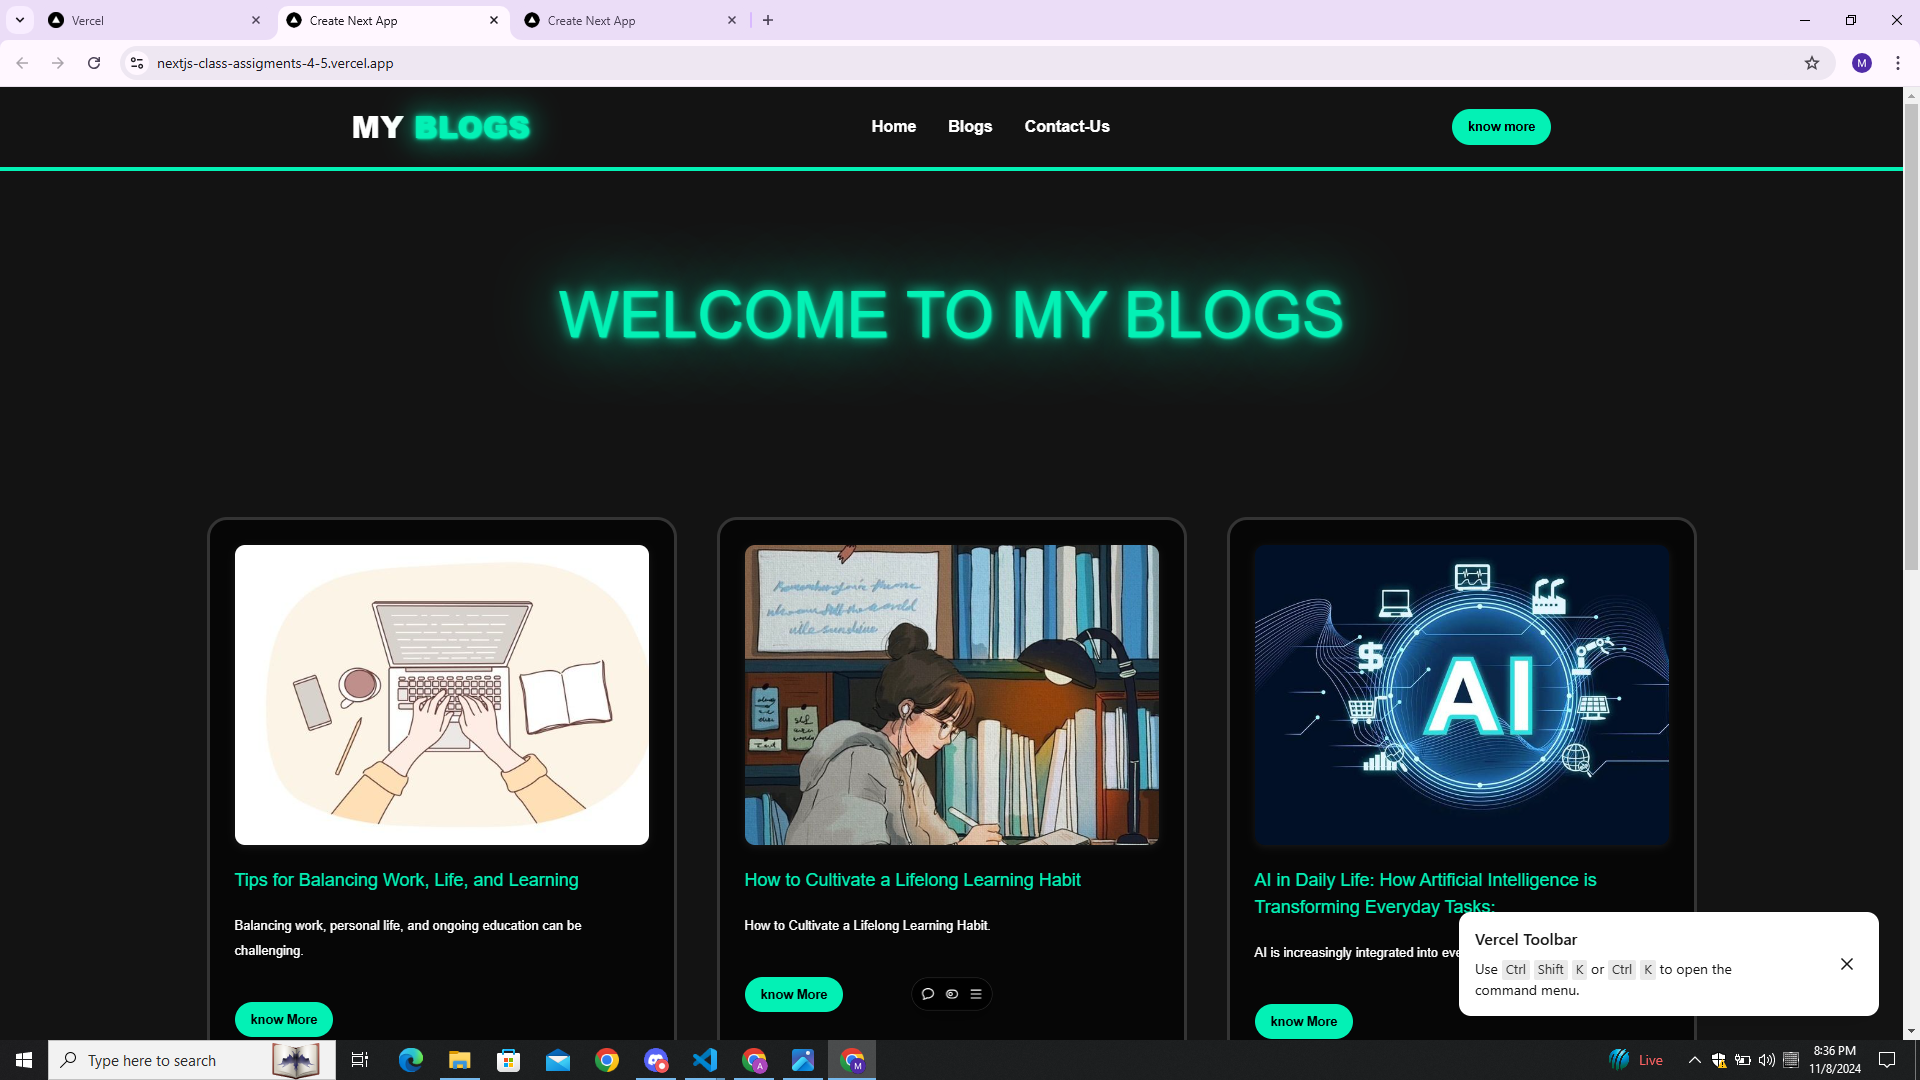 Vercel
Create Next App
Create Next App
nextjs-class-assigments-4-5.vercel.app
M
MY BLOGS
Home
Blogs
Contact-Us
know more
WELCOME TO MY BLOGS
AI
Tips for Balancing Work, Life, and Learning
Balancing work, personal life, and ongoing education can be
challenging.
know More
How to Cultivate a Lifelong Learning Habit
How to Cultivate a Lifelong Learning Habit.
know More
AI in Daily Life: How Artificial Intelligence is
Transforming Everyday Tasks:
AI is increasingly integrated into
know More
Vercel Toolbar
Use Ctrl Shift K or Ctrl K to open the
command menu.
Type here to search
A
M
Live
8:36 PM
11/8/2024